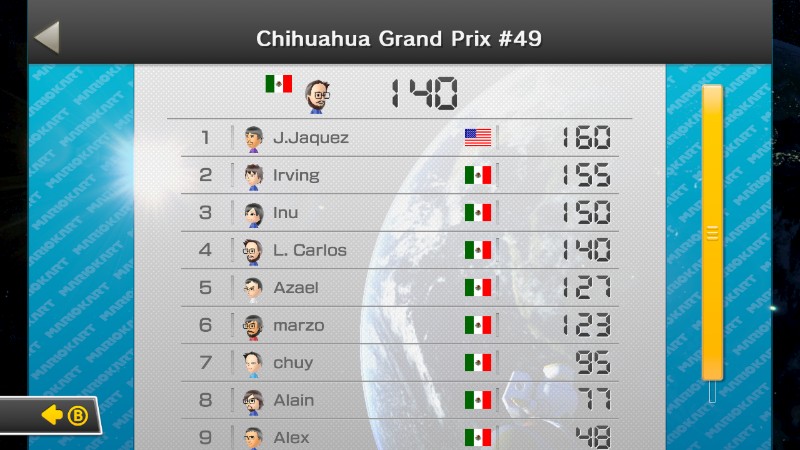 Chihuahua Grand Prix #49
140
1 J.Jaquez 160
2 Irving 155
3 Inu 150
4 L. Carlos 140
5 Azael 127
6 marzo 123
7 chuy 95
8 Alain 77
9 Alex 48
B
MARIOKART